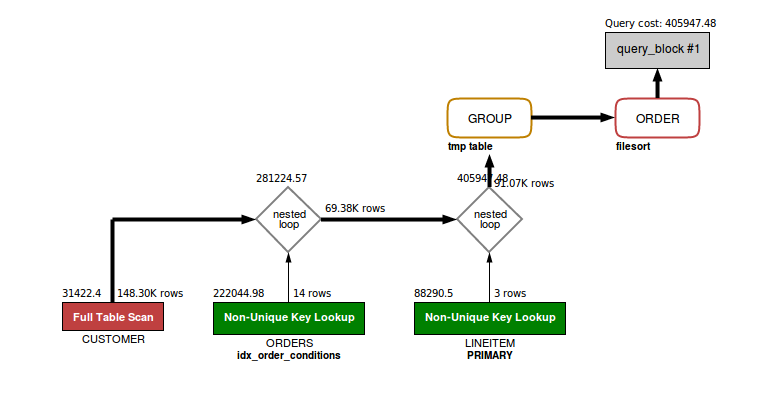 Query cost: 405947.48
query_block #1
GROUP
tmp table
ORDER
filesort
281224.57
nested
loop
69.38K rows
405947.48
91.07K rows
nested
loop
31422.4
148.30K rows
Full Table Scan
CUSTOMER
222044.98
14 rows
Non-Unique Key Lookup
ORDERS
idx_order_conditions
88290.5
3 rows
Non-Unique Key Lookup
LINEITEM
PRIMARY